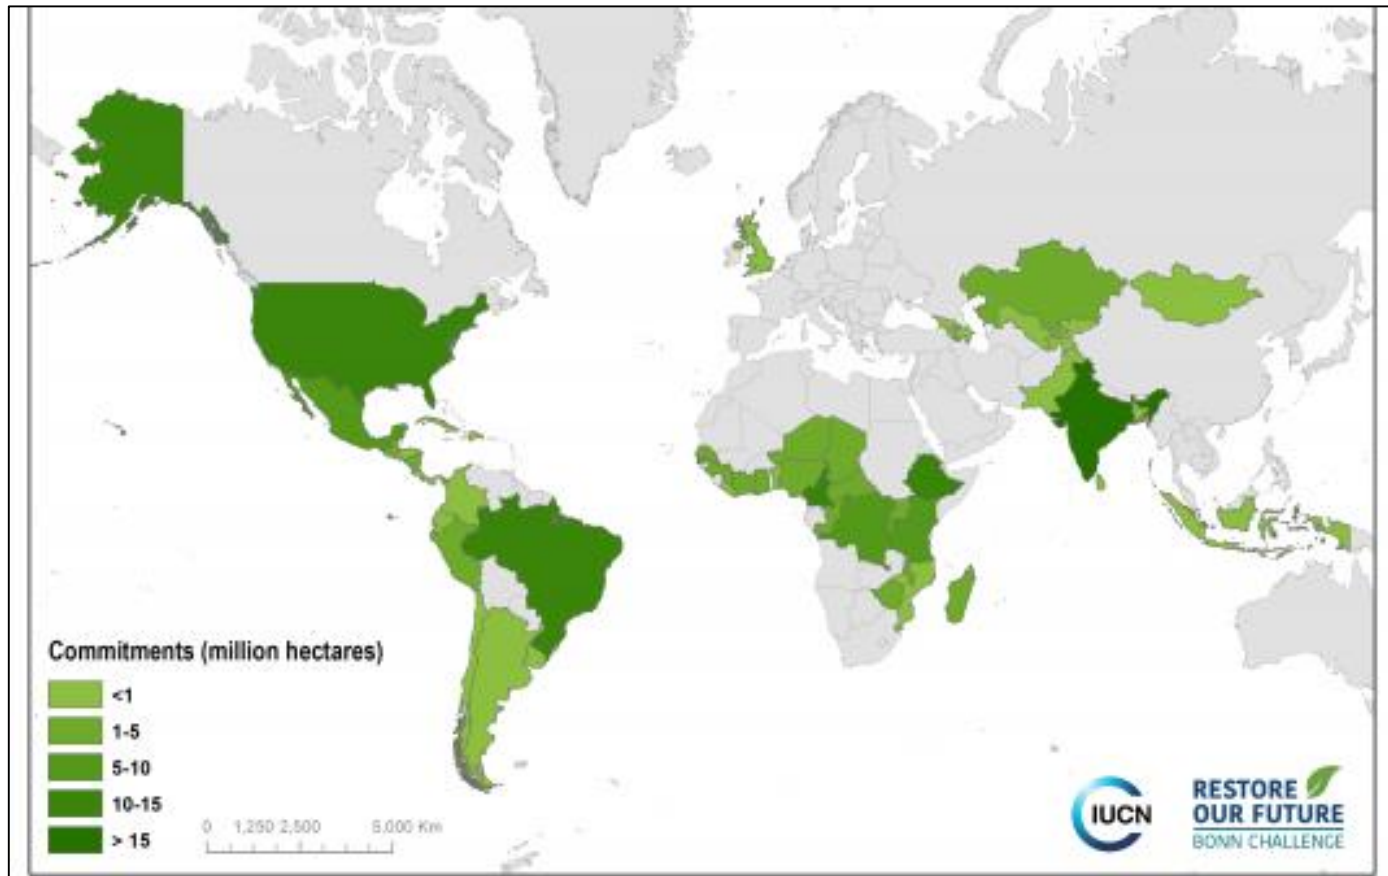 Commitments (million hectares)
<1
1-5
5-10
10-15
> 15
0 1,250 2,500 5,000 Km
IUCN
RESTORE
OUR FUTURE
BONN CHALLENGE